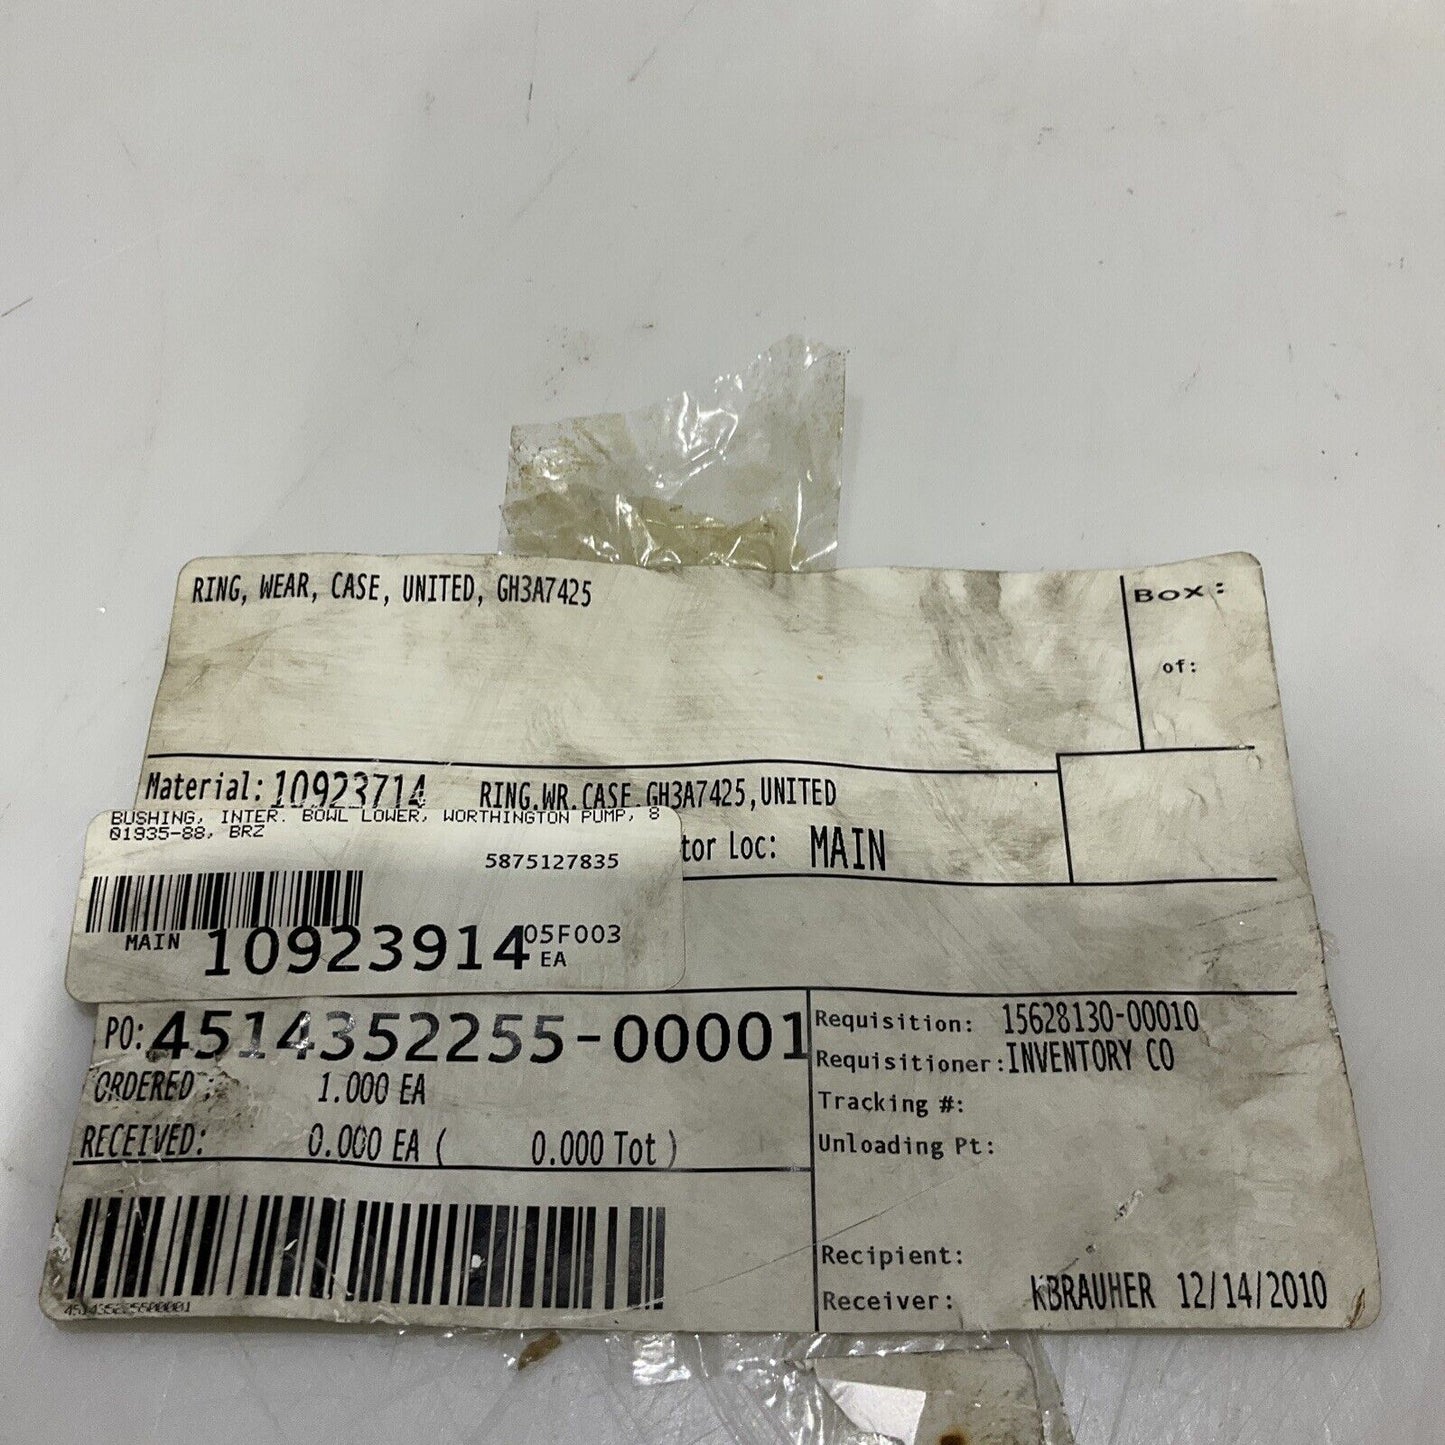 RING, WEAR, CASE, UNITED, GH3A7425
BOX:
of:
Material: 10923714 RING.WR.CASE.GH3A7425,UNITED
tor Loc: MAIN
BUSHING, INTER. BOWL LOWER, WORTHINGTON PUMP, 8
01935-88, BRZ
5875127835
MAIN 10923914 05F003
EA
PO: 4514352255-00001
ORDERED : 1.000 EA
RECEIVED: 0.000 EA ( 0.000 Tot )
451435225500001
Requisition: 15628130-00010
Requisitioner: INVENTORY CO
Tracking #:
Unloading Pt:
Recipient:
Receiver: KBRAUHER 12/14/2010